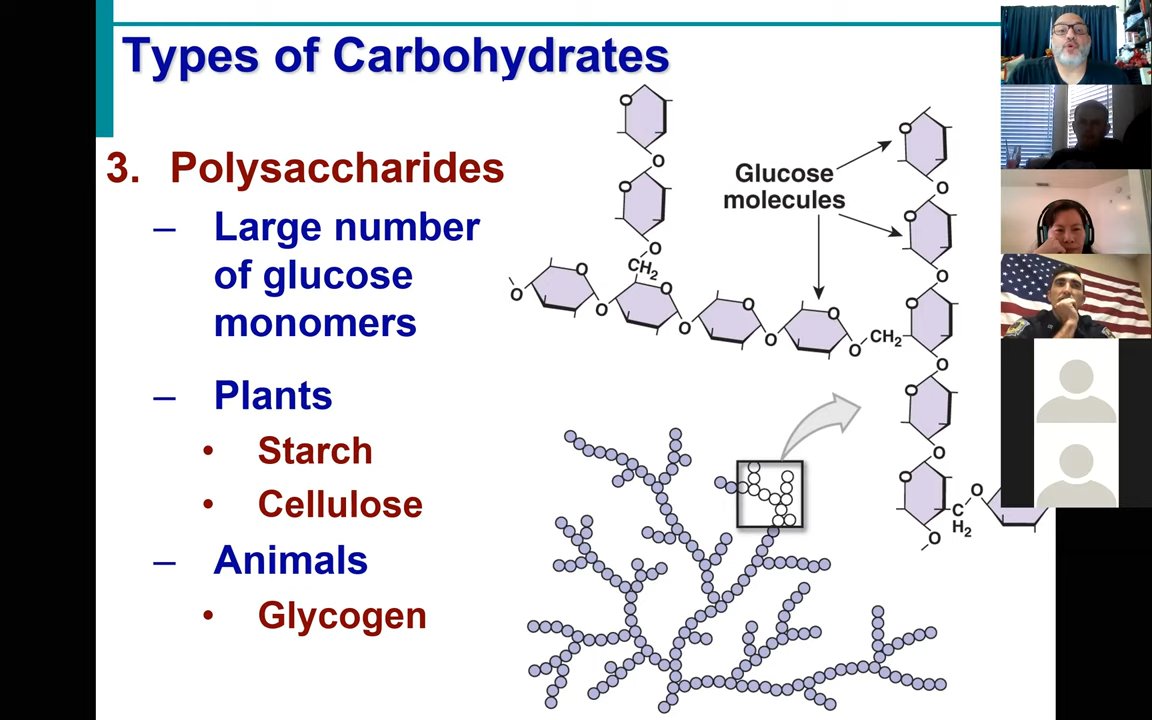 Types of Carbohydrates
3. Polysaccharides
– Large number
of glucose
monomers
– Plants
• Starch
• Cellulose
– Animals
• Glycogen
Glucose
molecules
O
O
O
O
O
O
O
CH2
O
O
O
O
O
O
O
O
CH2
O
O
O
O
O
O
O
O
O
O
C
H2
O